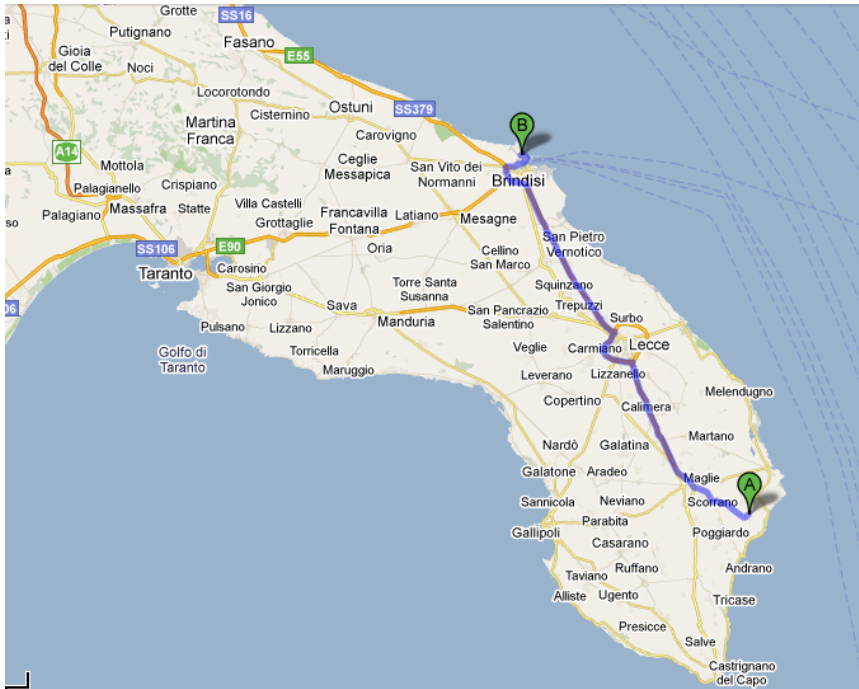 Grotte
SS16
Putignano
Fasano
Gioia
del Colle
Noci
E55
Locorotondo
Ostuni
SS379
Cisternino
Martina
Franca
Carovigno
B
A14
Mottola
Ceglie
Messapica
San Vito dei
Normanni
Brindisi
Palagianello
Crispiano
Palagiano
Massafra
Statte
Villa Castelli
Grottaglie
Francavilla
Fontana
Latiano
Mesagne
SS106
E90
Oria
San Pietro
Vernotico
Cellino
San Marco
Taranto
Carosino
San Giorgio
Jonico
Torre Santa
Susanna
Squinzano
Trepuzzi
Sava
Manduria
San Pancrazio
Salentino
Surbo
Pulsano
Lizzano
Lecce
Golfo di
Taranto
Torricella
Veglie
Carmiano
Maruggio
Leverano
Lizzanello
Copertino
Calimera
Melendugno
Nardò
Galatina
Martano
Galatone
Aradeo
Maglie
A
Sannicola
Neviano
Scorrano
Gallipoli
Parabita
Poggiardo
Casarano
Taviano
Ruffano
Andrano
Alliste
Ugento
Tricase
Presicce
Salve
Castrignano
del Capo